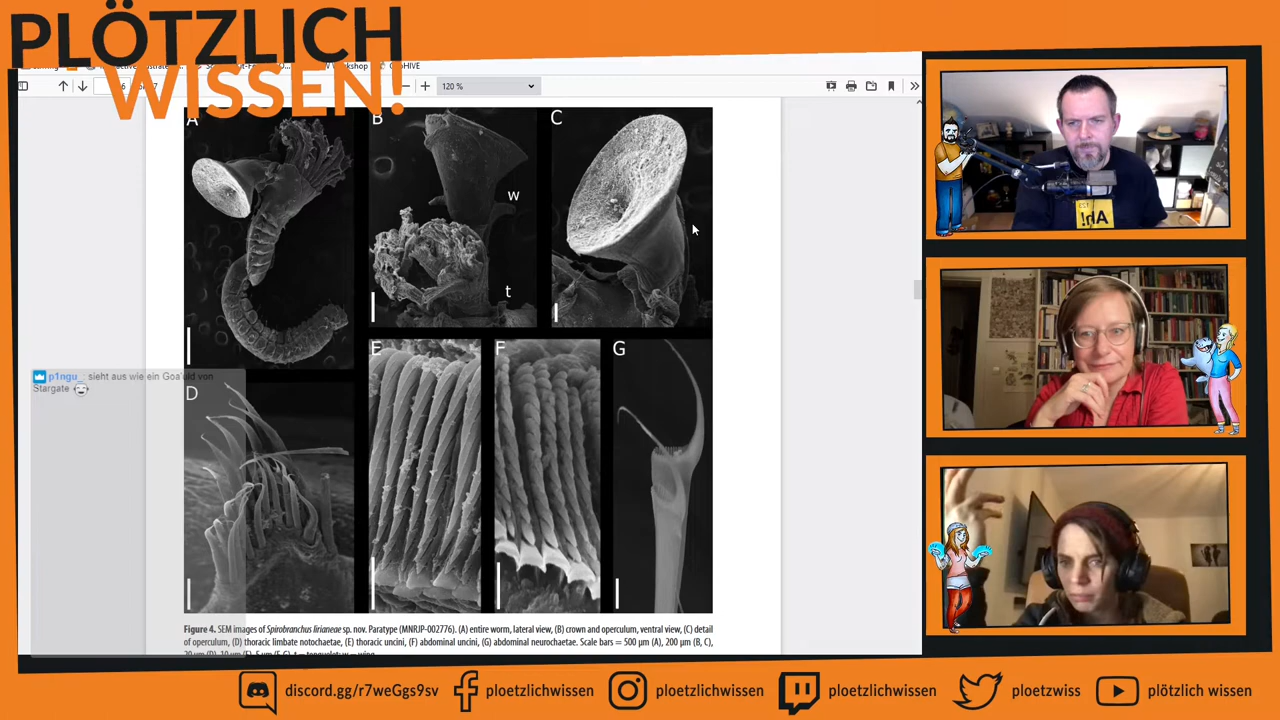 PLÖTZLICH
WISSEN!
Workshop
120 %
A
B
C
w
t
D
E
F
G
p1ngu : sieht aus wie ein Goa'uld von
Stargate
Figure 4. SEM images of Spirobranchus lirianeae sp. nov. Paratype (MNRJP-002776). (A) entire worm, lateral view, (B) crown and operculum, ventral view, (C) detail
of operculum, (D) thoracic limbate notochaetae, (E) thoracic uncini, (F) abdominal uncini, (G) abdominal neurochaetae. Scale bars = 500 µm (A), 200 µm (B, C),
Ah!
discord.gg/r7weGgs9sv
ploetzlichwissen
ploetzlichwissen
ploetzlichwissen
ploetzwiss
plötzlich wissen